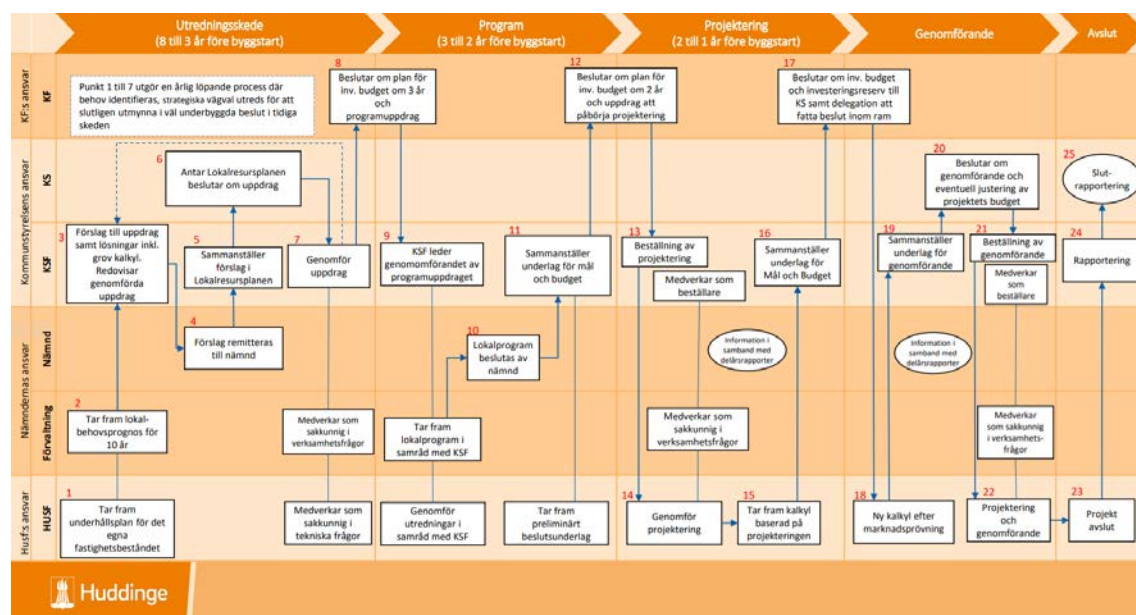 Utredningsskede
(8 till 3 år före byggstart)
Program
(3 till 2 år före byggstart)
Projektering
(2 till 1 år före byggstart)
Genomförande
Avslut
KF:s ansvar
KF
Punkt 1 till 7 utgör en årlig löpande process där
behov identifieras, strategiska vägval utreds för att
slutligen utmynna i väl underbyggda beslut i tidiga
skeden
8
Beslutar om plan för
inv. budget om 3 år
och
programuppdrag
12
Beslutar om plan för
inv. budget om 2 år
och uppdrag att
påbörja projektering
17
Beslutar om inv. budget
och investeringsreserv till
KS samt delegation att
fatta beslut inom ram
Kommunstyrelsens ansvar
KS
6
Antar Lokalresursplanen
beslutar om uppdrag
20
Beslutar om
genomförande och
eventuell justering av
projektets budget
25
Slut-
rapportering
KSF
3
Förslag till uppdrag
samt lösningar inkl.
grov kalkyl.
Redovisar
genomförda
uppdrag
5
Sammanställer
förslag i
Lokalresursplanen
7
Genomför
uppdrag
9
KSF leder
genomomförandet av
programuppdraget
11
Sammanställer
underlag för mål
och budget
13
Beställning av
projektering
Medverkar som
beställare
16
Sammanställer
underlag för
Mål och Budget
19
Sammanställer
underlag för
genomförande
21
Beställning av
genomförande
Medverkar
som
beställare
24
Rapportering
Nämndernas ansvar
Nämnd
4
Förslag remitteras
till nämnd
10
Lokalprogram
beslutas av
nämnd
Information i
samband med
delårsrapporter
Information i
samband med
delårsrapporter
Förvaltning
2
Tar fram lokal-
behovsprognos för
10 år
Medverkar som
sakkunnig i
verksamhetsfrågor
Tar fram
lokalprogram i
samråd med KSF
Medverkar som
sakkunnig i
verksamhetsfrågor
Medverkar
som sakkunnig
i verksamhets-
frågor
Husf:s ansvar
HUSF
1
Tar fram
underhållsplan för det
egna
fastighetsbeståndet
Medverkar som
sakkunnig i
tekniska frågor
Genomför
utredningar i
samråd med KSF
Tar fram
preliminärt
beslutsunderlag
14
Genomför
projektering
15
Tar fram kalkyl
baserad på
projekteringen
18
Ny kalkyl efter
marknadsprövning
22
Projektering
och
genomförande
23
Projekt
avslut
Huddinge